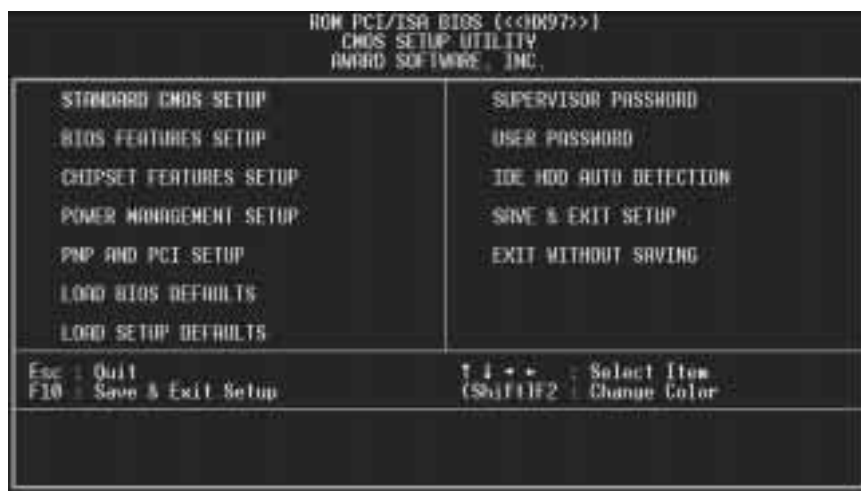 ROM PCI/ISA BIOS (<<HX97>>)
CMOS SETUP UTILITY
AWARD SOFTWARE, INC.
STANDARD CMOS SETUP
BIOS FEATURES SETUP
CHIPSET FEATURES SETUP
POWER MANAGEMENT SETUP
PNP AND PCI SETUP
LOAD BIOS DEFAULTS
LOAD SETUP DEFAULTS
SUPERVISOR PASSWORD
USER PASSWORD
IDE HDD AUTO DETECTION
SAVE & EXIT SETUP
EXIT WITHOUT SAVING
Esc : Quit
F10 : Save & Exit Setup
↑ ↓ → ← : Select Item
(Shift)F2 : Change Color